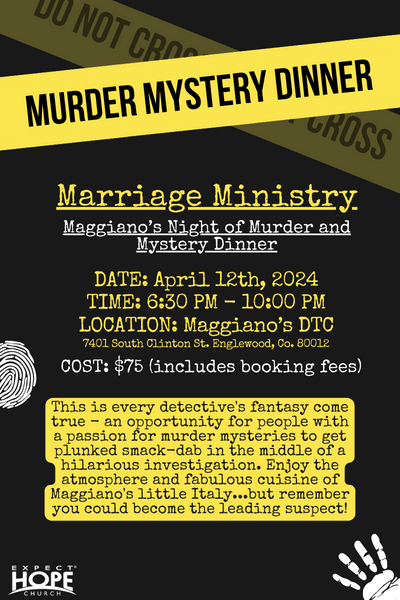 DO NOT CROSS
MURDER MYSTERY DINNER
CROSS
Marriage Ministry
Maggiano's Night of Murder and
Mystery Dinner
DATE: April 12th, 2024
TIME: 6:30 PM - 10:00 PM
LOCATION: Maggiano's DTC
7401 South Clinton St. Englewood, Co. 80012
COST: $75 (includes booking fees)
This is every detective's fantasy come
true - an opportunity for people with
a passion for murder mysteries to get
plunked smack-dab in the middle of a
hilarious investigation. Enjoy the
atmosphere and fabulous cuisine of
Maggiano's little Italy...but remember
you could become the leading suspect!
EXPECT
HOPE
CHURCH